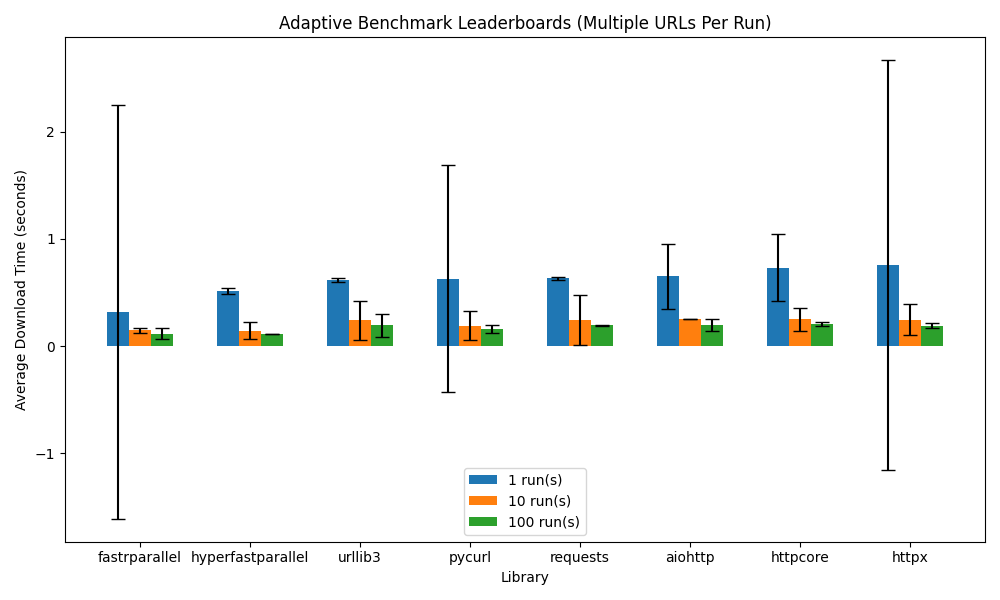 Adaptive Benchmark Leaderboards (Multiple URLs Per Run)
Average Download Time (seconds)
2
1
0
−1
1 run(s)
10 run(s)
100 run(s)
fastrparallel hyperfastparallel urllib3 pycurl requests aiohttp httpcore httpx
Library